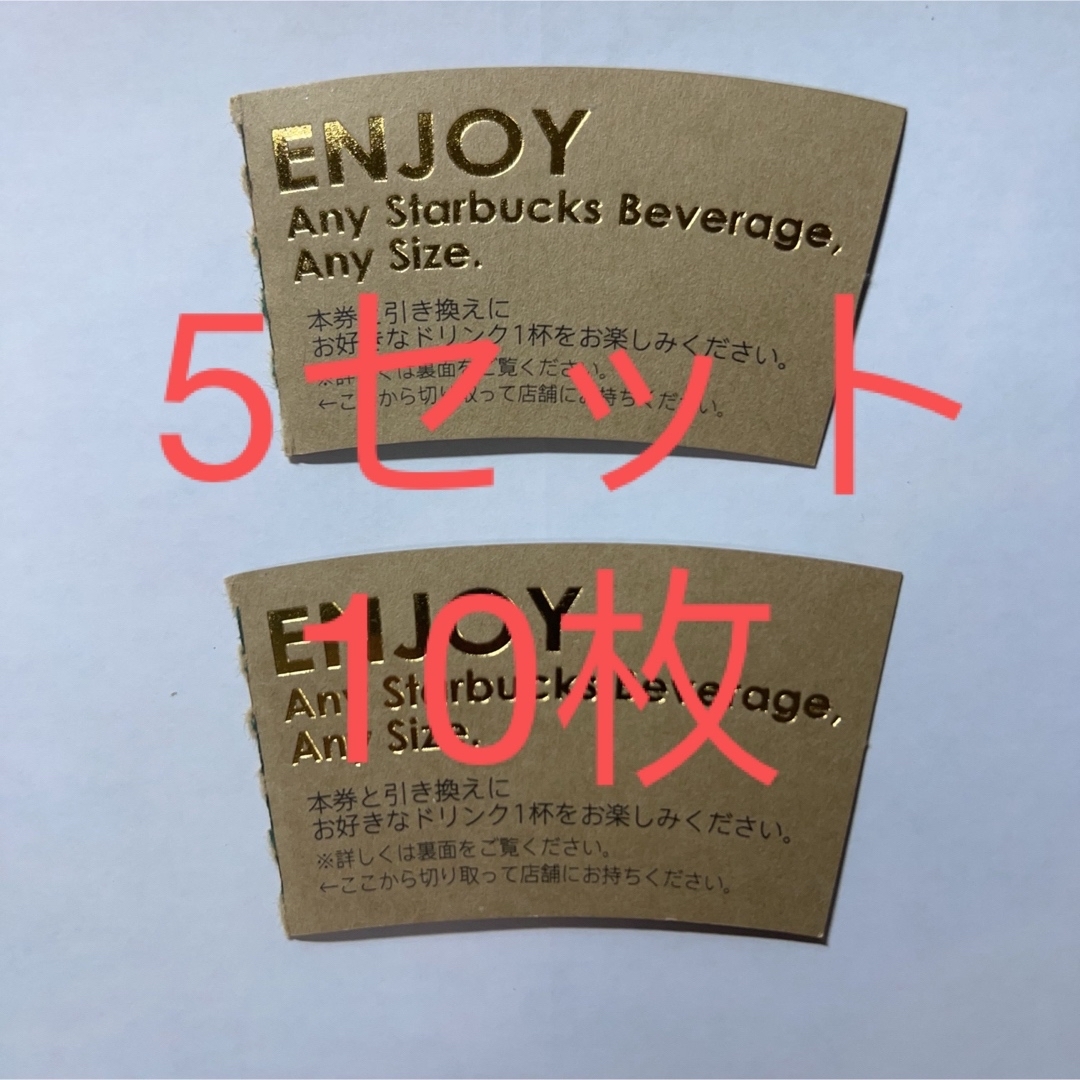 ENJOY
Any Starbucks Beverage,
Any Size.
本券と引き換えに
お好きなドリンク1杯をお楽しみください。
※詳しくは裏面をご覧ください。
←ここから切り取って店舗にお持ちください。
5セット
ENJOY
Any Starbucks Beverage,
Any Size.
10枚
本券と引き換えに
お好きなドリンク1杯をお楽しみください。
※詳しくは裏面をご覧ください。
←ここから切り取って店舗にお持ちください。